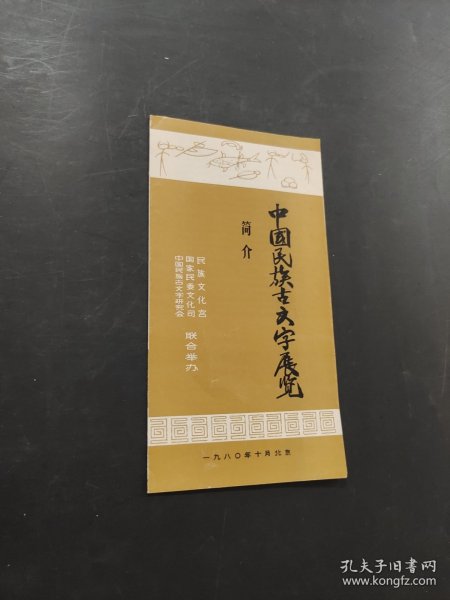 中国民族古文字展览
简介
民族文化宫
国家民委文化司
中国民族古文字研究会
联合举办
一九八〇年十月北京
孔夫子旧书网
www.kongfz.com